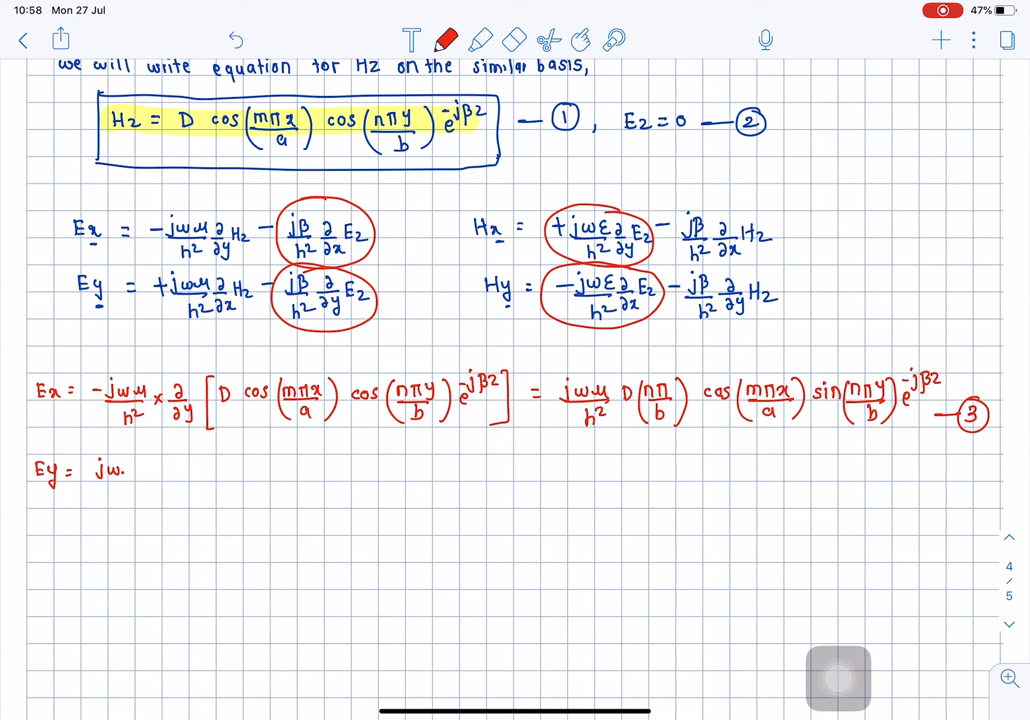 10:58 Mon 27 Jul 47%
we will write equation for Hz on the similar basis,
Hz = D cos(mπx/a) cos(nπy/b) e^-jβz — ① , Ez = 0 — ②
Ex = -jωμ/h² ∂/∂y Hz - jβ/h² ∂/∂x Ez
Hx = +jωε/h² ∂/∂y Ez - jβ/h² ∂/∂x Hz
Ey = +jωμ/h² ∂/∂x Hz - jβ/h² ∂/∂y Ez
Hy = -jωε/h² ∂/∂x Ez - jβ/h² ∂/∂y Hz
Ex = -jωμ/h² × ∂/∂y [D cos(mπx/a) cos(nπy/b) e^-jβz] = jωμ/h² D(nπ/b) cos(mπx/a) sin(nπy/b) e^-jβz — ③
Ey = jω.
4
/
5